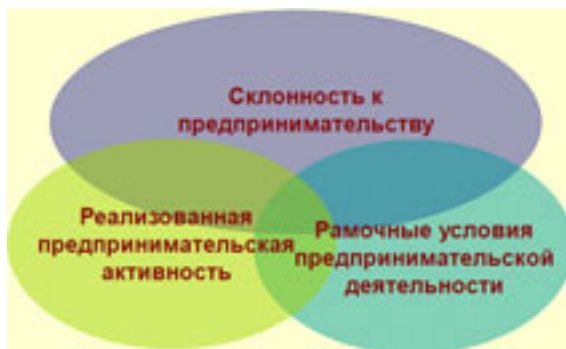 Склонность к
предпринимательству
Реализованная
предпринимательская
активность
Рамочные условия
предпринимательской
деятельности